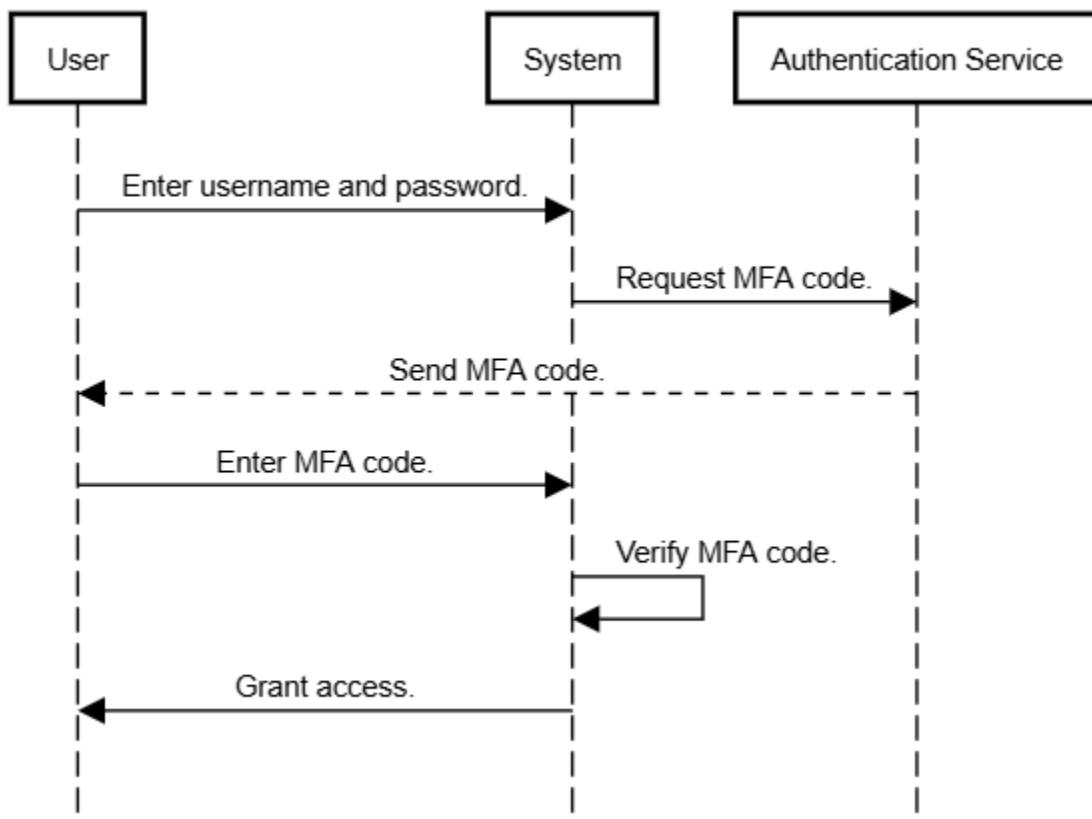 User
System
Authentication Service
Enter username and password.
Request MFA code.
Send MFA code.
Enter MFA code.
Verify MFA code.
Grant access.